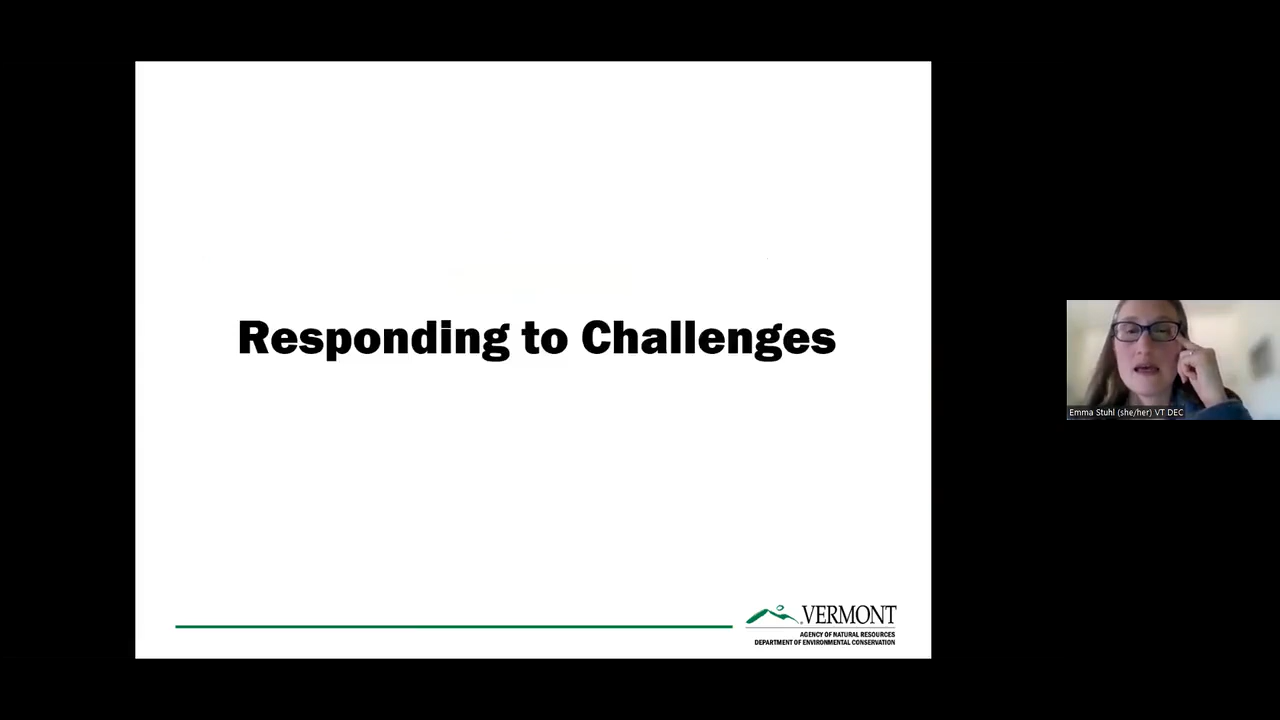 Responding to Challenges
VERMONT
AGENCY OF NATURAL RESOURCES
DEPARTMENT OF ENVIRONMENTAL CONSERVATION
Emma Stuhl (she/her) VT DEC